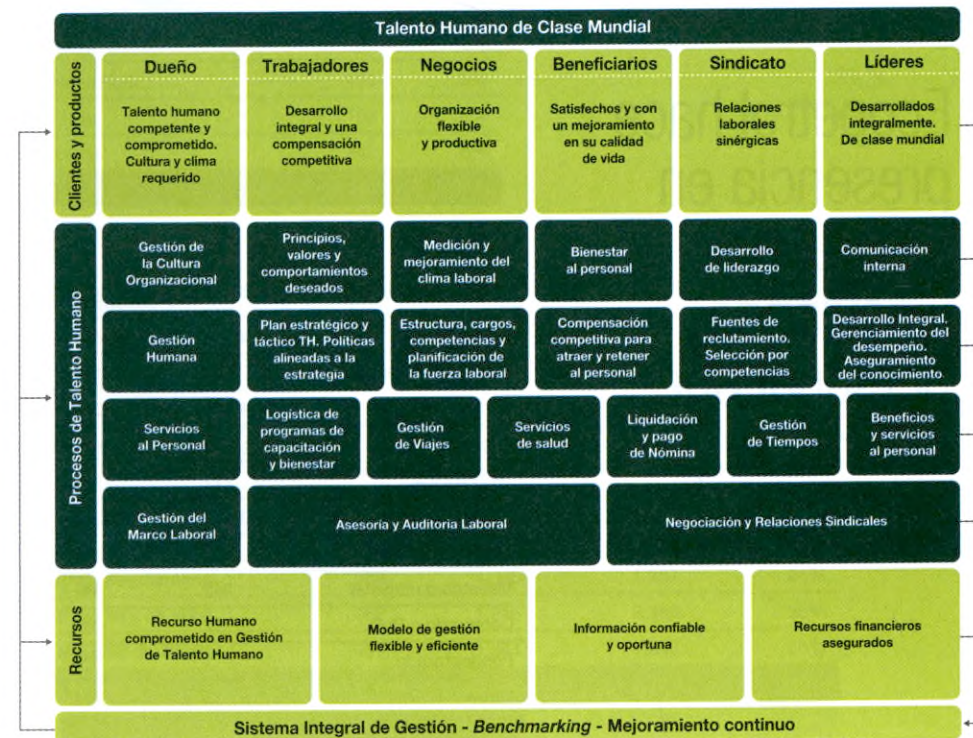 Talento Humano de Clase Mundial
Clientes y productos
Dueño
Talento humano
competente y
comprometido.
Cultura y clima
requerido
Trabajadores
Desarrollo
integral y una
compensación
competitiva
Negocios
Organización
flexible
y productiva
Beneficiarios
Satisfechos y con
un mejoramiento
en su calidad
de vida
Sindicato
Relaciones
laborales
sinérgicas
Líderes
Desarrollados
integralmente.
De clase mundial
Procesos de Talento Humano
Gestión de
la Cultura
Organizacional
Principios,
valores y
comportamientos
deseados
Medición y
mejoramiento del
clima laboral
Bienestar
al personal
Desarrollo
de liderazgo
Comunicación
interna
Gestión
Humana
Plan estratégico y
táctico TH. Políticas
alineadas a la
estrategia
Estructura, cargos,
competencias y
planificación de
la fuerza laboral
Compensación
competitiva para
atraer y retener
al personal
Fuentes de
reclutamiento.
Selección por
competencias
Desarrollo Integral.
Gerenciamiento del
desempeño.
Aseguramiento
del conocimiento
Servicios
al Personal
Logística de
programas de
capacitación
y bienestar
Gestión
de Viajes
Servicios
de salud
Liquidación
y pago
de Nómina
Gestión
de Tiempos
Beneficios
y servicios
al personal
Gestión del
Marco Laboral
Asesoría y Auditoria Laboral
Negociación y Relaciones Sindicales
Recursos
Recurso Humano
comprometido en Gestión
de Talento Humano
Modelo de gestión
flexible y eficiente
Información confiable
y oportuna
Recursos financieros
asegurados
Sistema Integral de Gestión - Benchmarking - Mejoramiento continuo